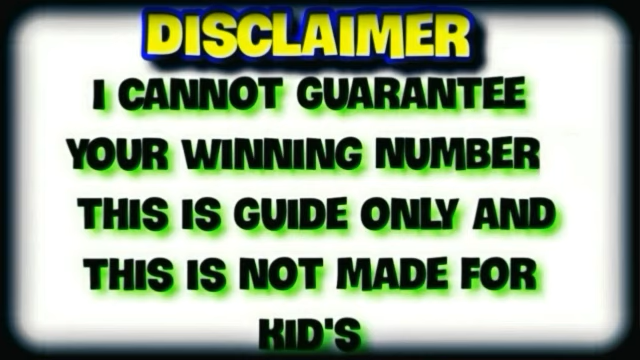 DISCLAIMER
I CANNOT GUARANTEE
YOUR WINNING NUMBER
THIS IS GUIDE ONLY AND
THIS IS NOT MADE FOR
KID'S